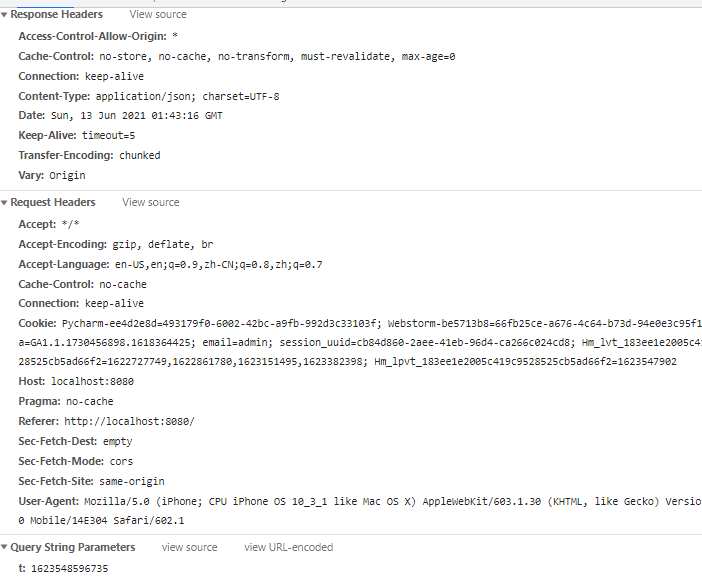 Response Headers View source
Access-Control-Allow-Origin: *
Cache-Control: no-store, no-cache, no-transform, must-revalidate, max-age=0
Connection: keep-alive
Content-Type: application/json; charset=UTF-8
Date: Sun, 13 Jun 2021 01:43:16 GMT
Keep-Alive: timeout=5
Transfer-Encoding: chunked
Vary: Origin
Request Headers View source
Accept: */*
Accept-Encoding: gzip, deflate, br
Accept-Language: en-US,en;q=0.9,zh-CN;q=0.8,zh;q=0.7
Cache-Control: no-cache
Connection: keep-alive
Cookie: Pycharm-ee4d2e8d=493179f0-6002-42bc-a9fb-992d3c33103f; Webstorm-be5713b8=66fb25ce-a676-4c64-b73d-94e0e3c95f1
a=GA1.1.1730456898.1618364425; email=admin; session_uuid=cb84d860-2aee-41eb-96d4-ca266c024cd8; Hm_lvt_183ee1e2005c4
28525cb5ad66f2=1622727749,1622861780,1623151495,1623382398; Hm_lpvt_183ee1e2005c419c9528525cb5ad66f2=1623547902
Host: localhost:8080
Pragma: no-cache
Referer: http://localhost:8080/
Sec-Fetch-Dest: empty
Sec-Fetch-Mode: cors
Sec-Fetch-Site: same-origin
User-Agent: Mozilla/5.0 (iPhone; CPU iPhone OS 10_3_1 like Mac OS X) AppleWebKit/603.1.30 (KHTML, like Gecko) Versio
0 Mobile/14E304 Safari/602.1
Query String Parameters view source view URL-encoded
t: 1623548596735